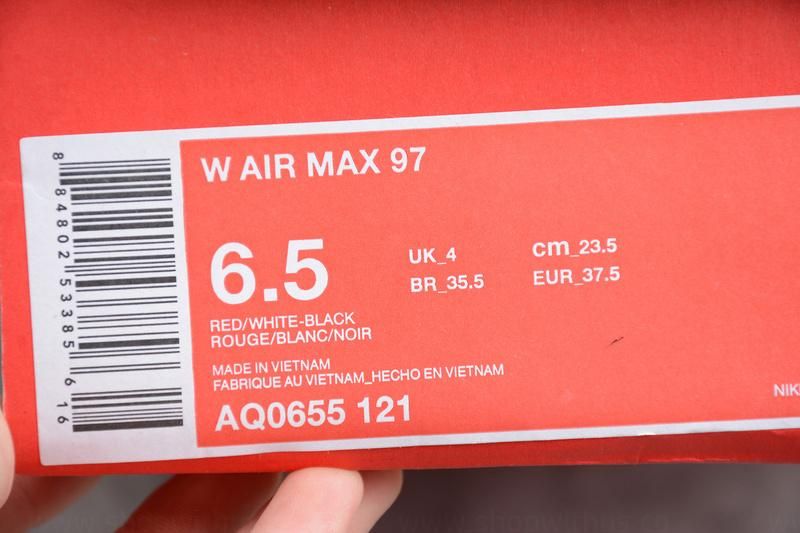 W AIR MAX 97
6.5
UK_4
cm_23.5
BR_35.5
EUR_37.5
RED/WHITE-BLACK
ROUGE/BLANC/NOIR
MADE IN VIETNAM
FABRIQUE AU VIETNAM_HECHO EN VIETNAM
AQ0655 121
8 84802 53385 6 16